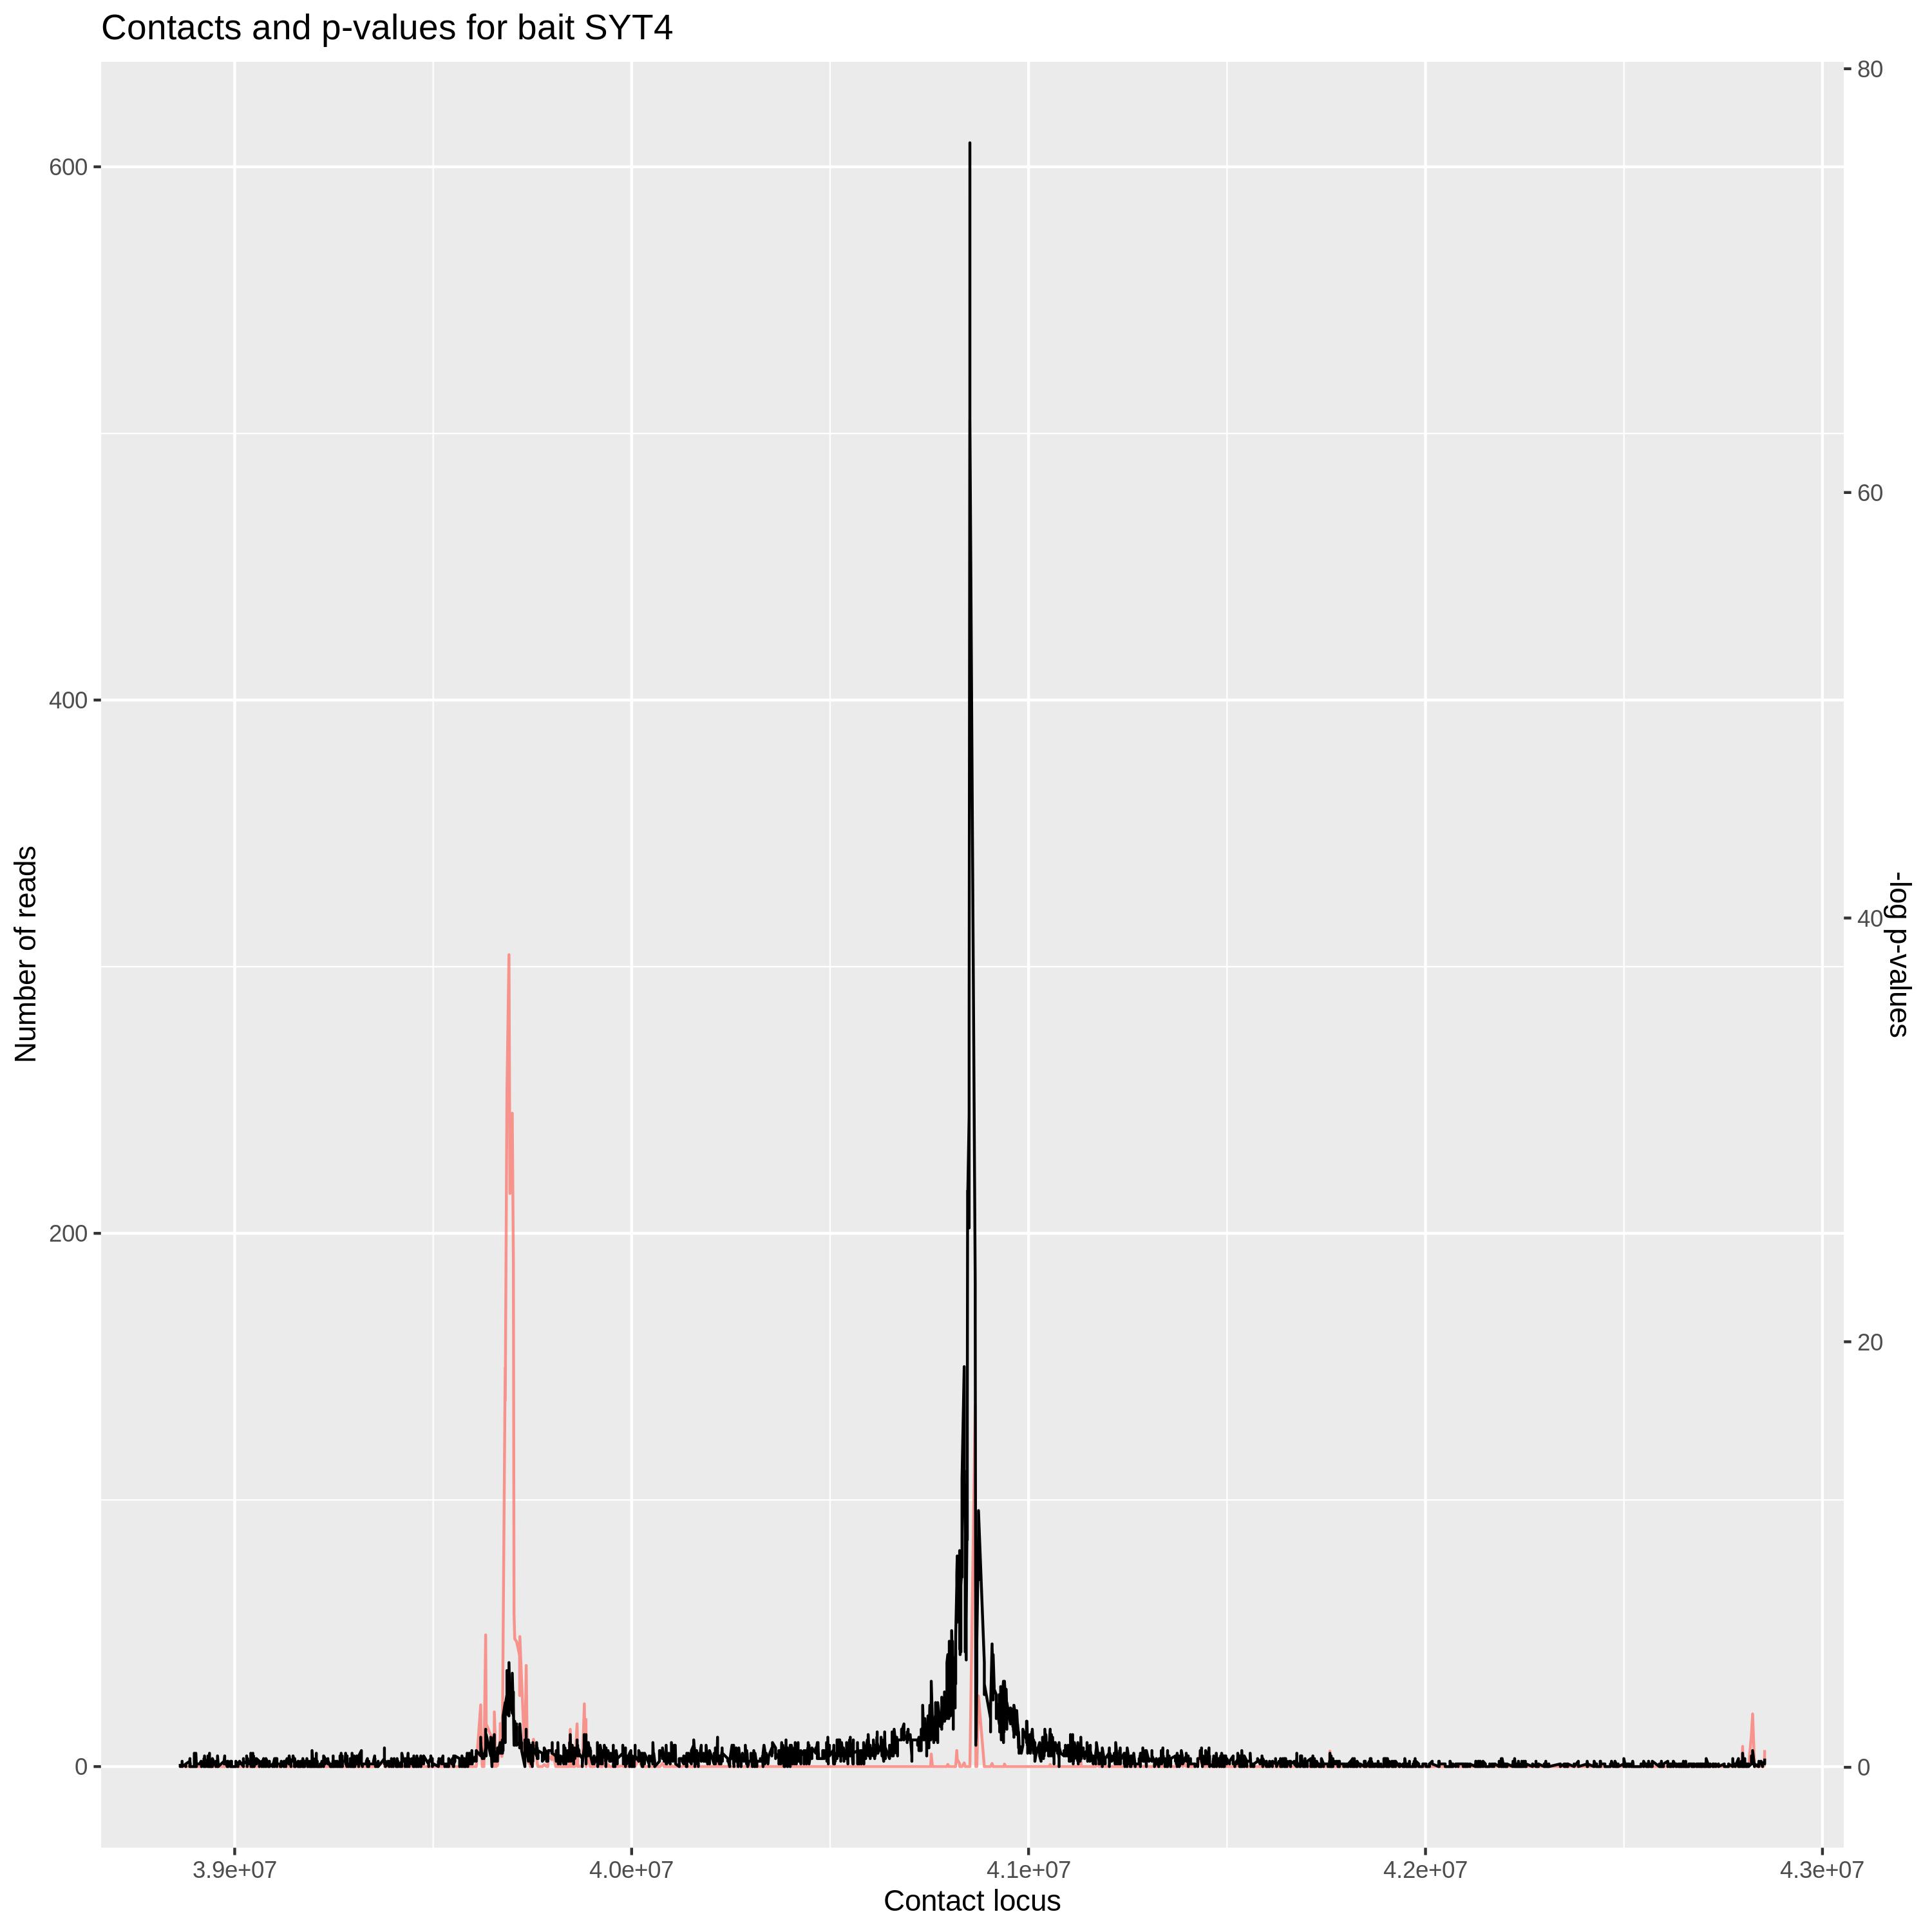 Contacts and p-values for bait SYT4
80
600
60
400
40
Number of reads
-log p-values
200
20
0
0
3.9e+07
4.0e+07
4.1e+07
4.2e+07
4.3e+07
Contact locus